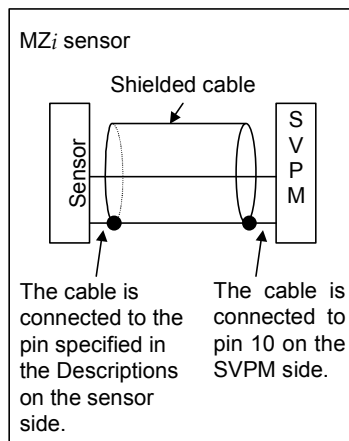 MZi sensor
Shielded cable
Sensor
S
V
P
M
The cable is
connected to the
pin specified in
the Descriptions
on the sensor
side.
The cable is
connected to
pin 10 on the
SVPM side.